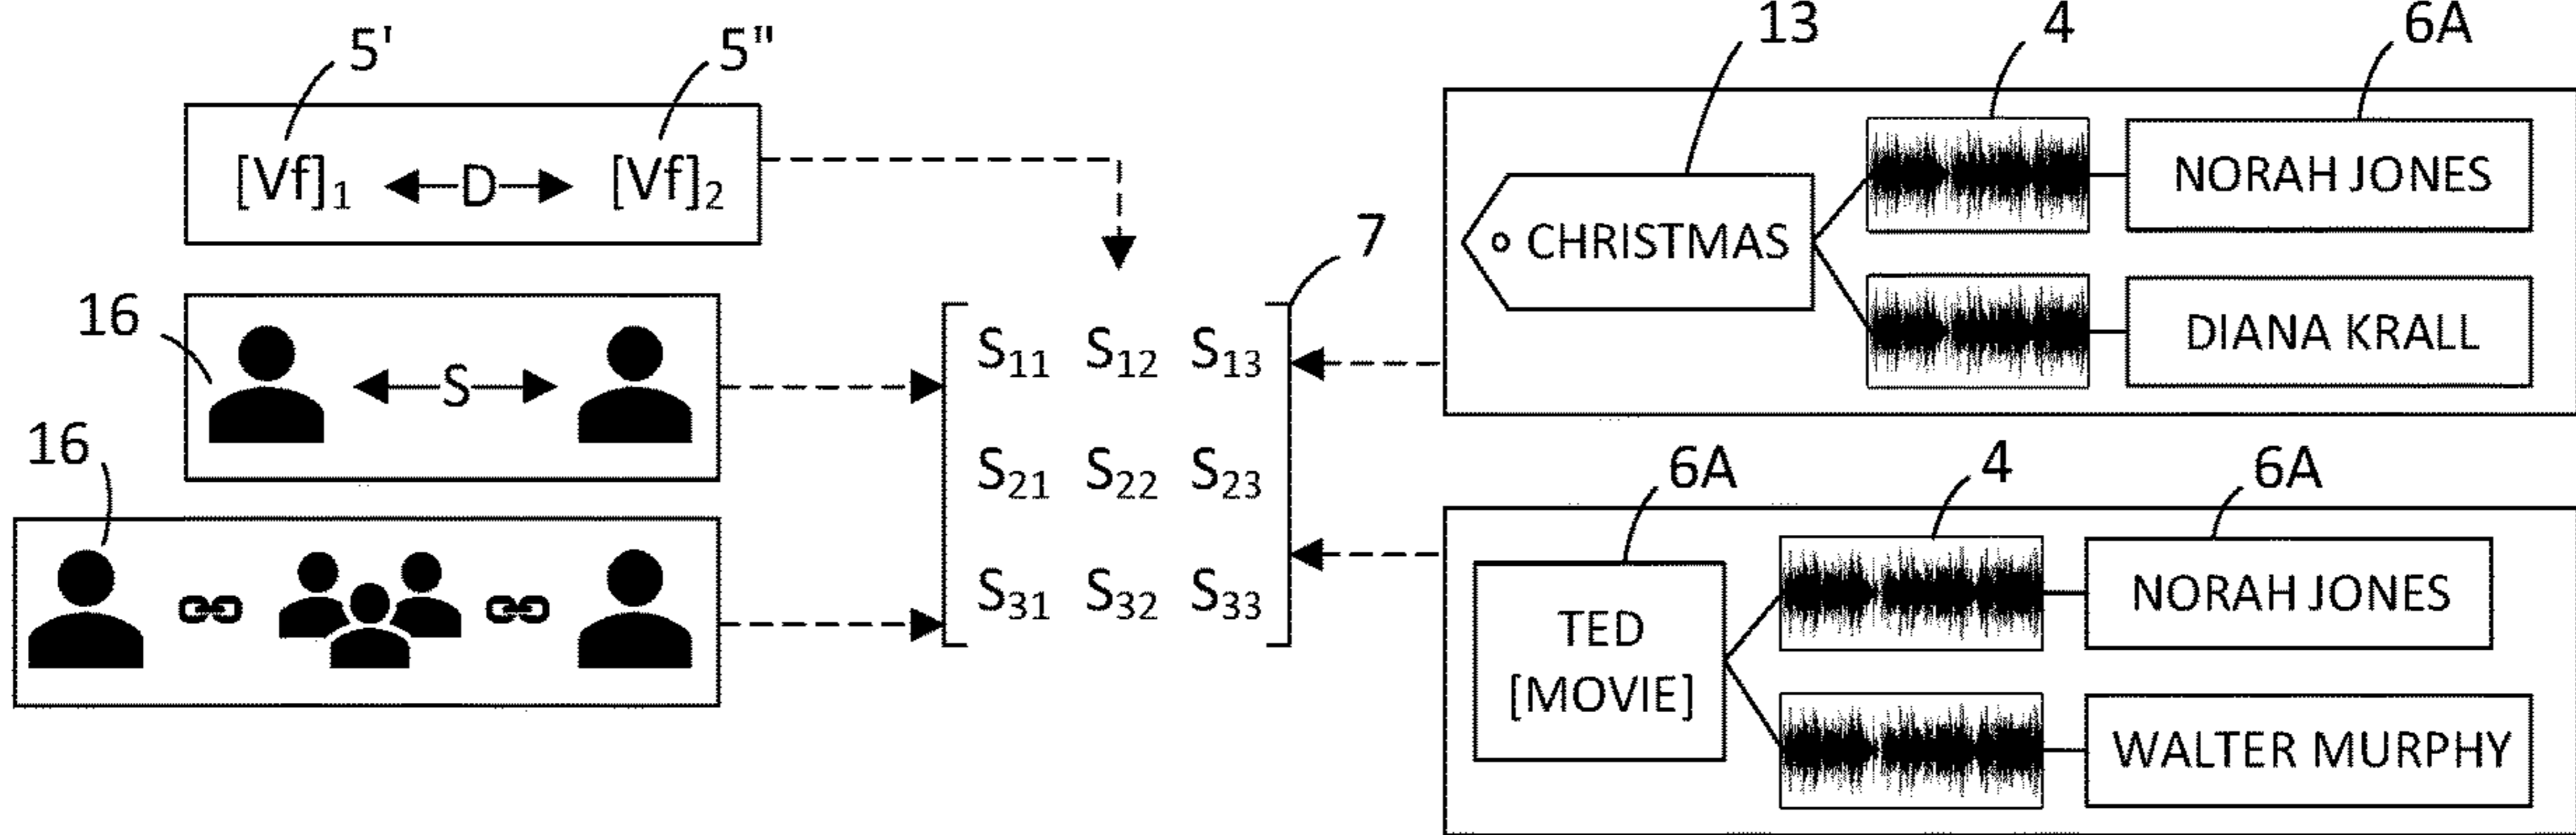 5' 5"
[Vf]₁ D [Vf]₂
16
S
16
7
S₁₁ S₁₂ S₁₃
S₂₁ S₂₂ S₂₃
S₃₁ S₃₂ S₃₃
13 4 6A
CHRISTMAS
NORAH JONES
DIANA KRALL
6A 4 6A
TED
[MOVIE]
NORAH JONES
WALTER MURPHY